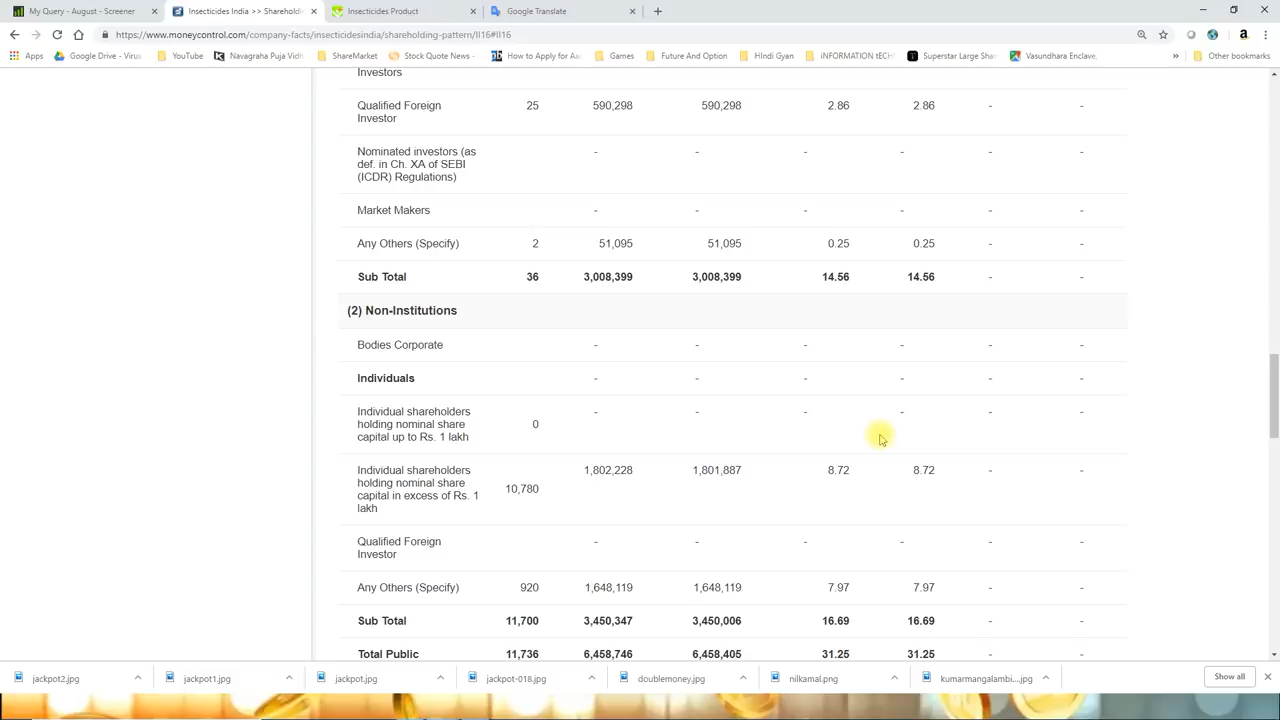 My Query - August - Screener
Insecticides India >> Shareholdi
Insecticides Product
Google Translate
https://www.moneycontrol.com/company-facts/insecticidesindia/shareholding-pattern/II16#II16
Apps
Google Drive - Virus
YouTube
Navagraha Puja Vidh
ShareMarket
Stock Quote News -
How to Apply for Aad
Games
Future And Option
HIndi Gyan
iNFORMATION tECH
Superstar Large Shar
Vasundhara Enclave,
»
Other bookmarks
Investors
Qualified Foreign 25 590,298 590,298 2.86 2.86 - -
Investor
Nominated investors (as - - - - - -
def. in Ch. XA of SEBI
(ICDR) Regulations)
Market Makers - - - - - -
Any Others (Specify) 2 51,095 51,095 0.25 0.25 - -
Sub Total 36 3,008,399 3,008,399 14.56 14.56 - -
(2) Non-Institutions
Bodies Corporate - - - - - -
Individuals - - - - - -
Individual shareholders - - - - - -
holding nominal share 0
capital up to Rs. 1 lakh
Individual shareholders 1,802,228 1,801,887 8.72 8.72 - -
holding nominal share 10,780
capital in excess of Rs. 1
lakh
Qualified Foreign - - - - - -
Investor
Any Others (Specify) 920 1,648,119 1,648,119 7.97 7.97 - -
Sub Total 11,700 3,450,347 3,450,006 16.69 16.69 - -
Total Public 11,736 6,458,746 6,458,405 31.25 31.25 - -
jackpot2.jpg
jackpot1.jpg
jackpot.jpg
jackpot-018.jpg
doublemoney.jpg
nilkamal.png
kumarmangalambi....jpg
Show all